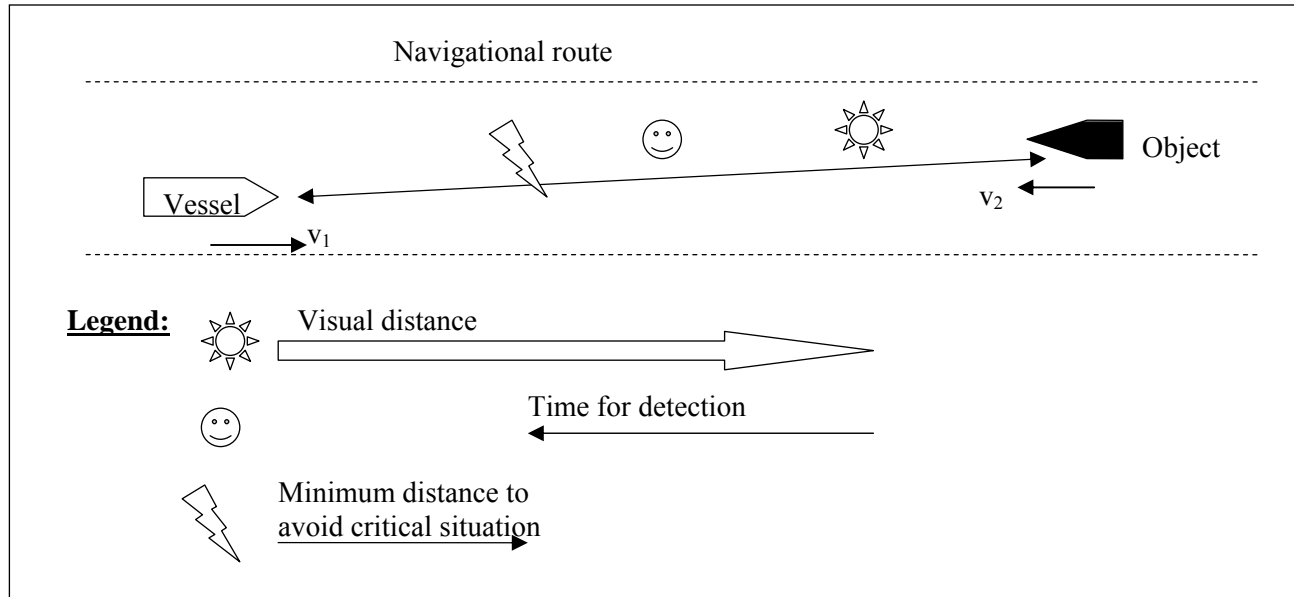 Navigational route
Object
Vessel
v₂
v₁
Legend:
Visual distance
Time for detection
Minimum distance to
avoid critical situation